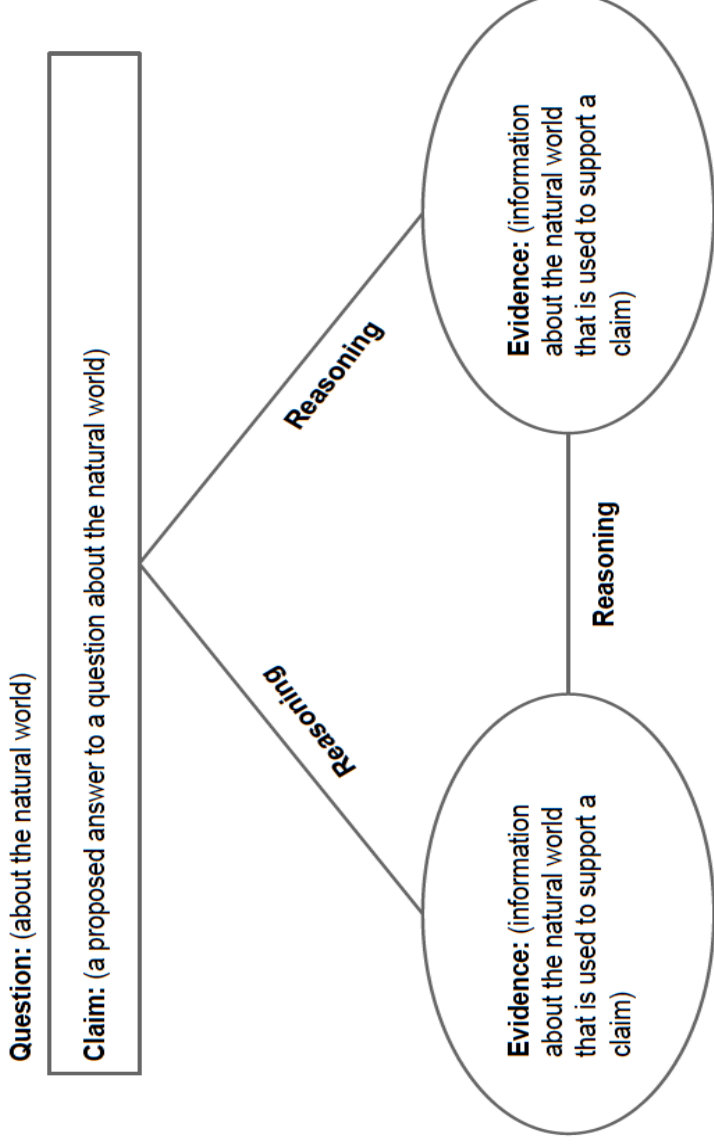 Question: (about the natural world)
Claim: (a proposed answer to a question about the natural world)
Reasoning
Reasoning
Evidence: (information
about the natural world
that is used to support a
claim)
Reasoning
Evidence: (information
about the natural world
that is used to support a
claim)